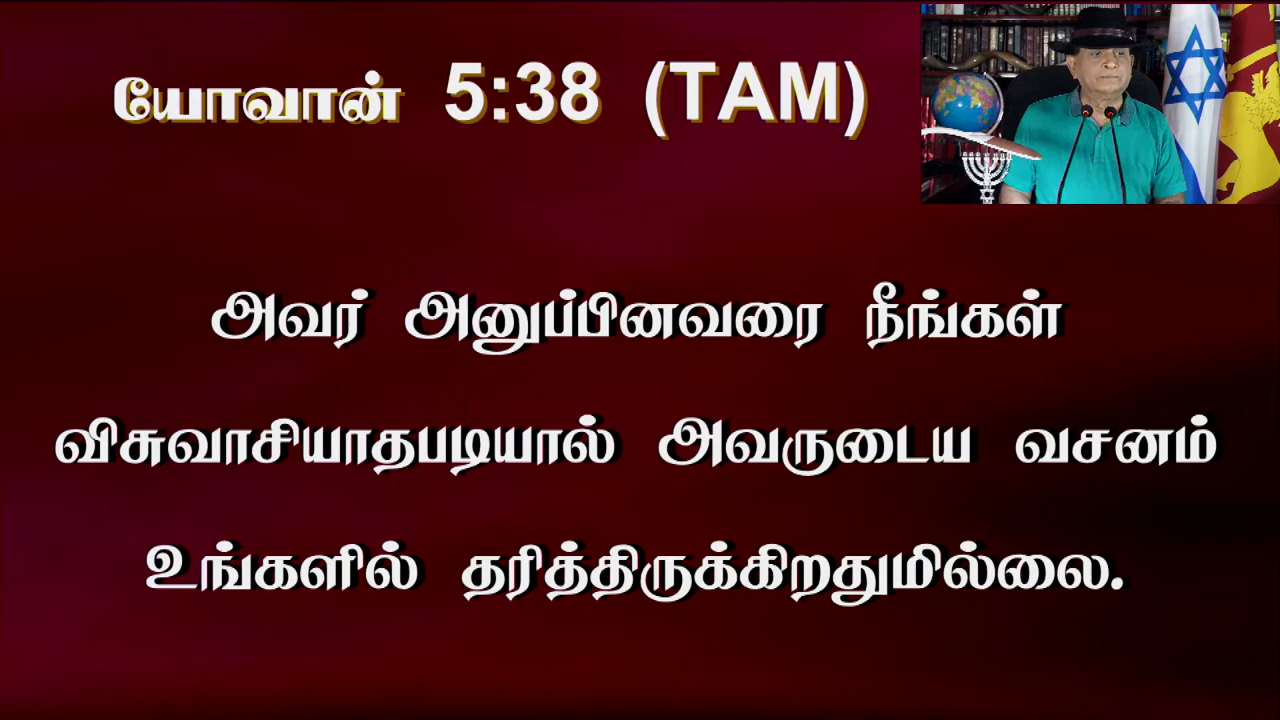 யோவான் 5:38 (TAM)
அவர் அனுப்பினவரை நீங்கள்
விசுவாசியாதபடியால் அவருடைய வசனம்
உங்களில் தரித்திருக்கிறதுமில்லை.